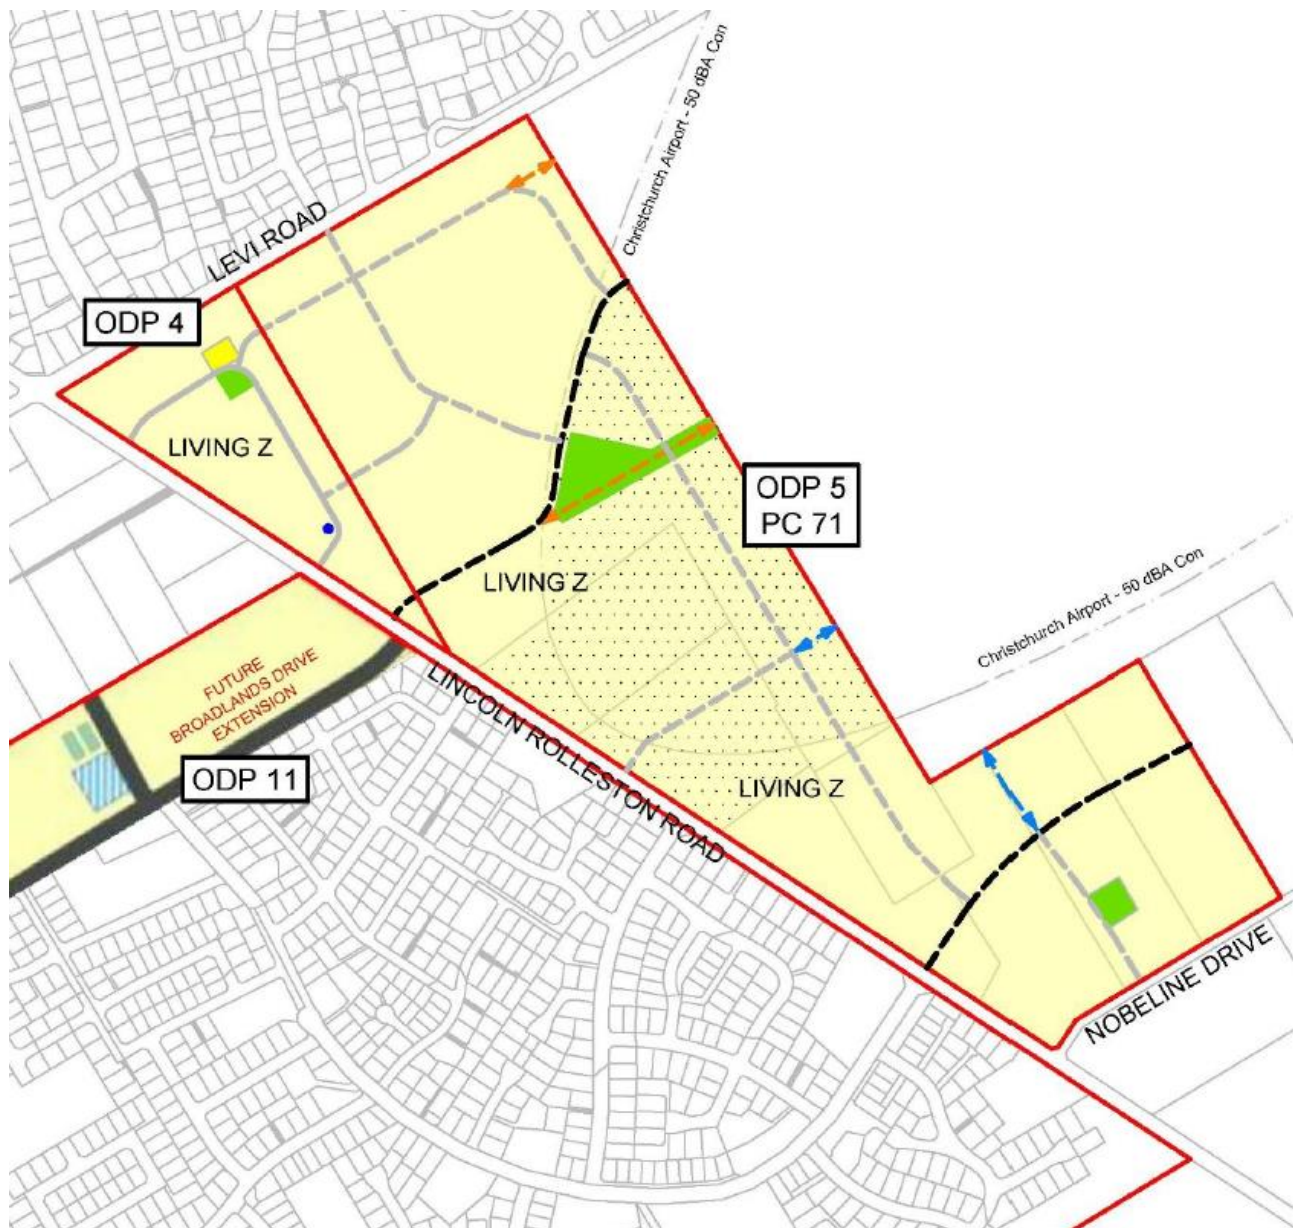 Christchurch Airport - 50 dBA Con
LEVI ROAD
ODP 4
LIVING Z
ODP 5
PC 71
LIVING Z
Christchurch Airport - 50 dBA Con
FUTURE
BROADLANDS DRIVE
EXTENSION
LINCOLN ROLLESTON ROAD
ODP 11
LIVING Z
NOBELINE DRIVE